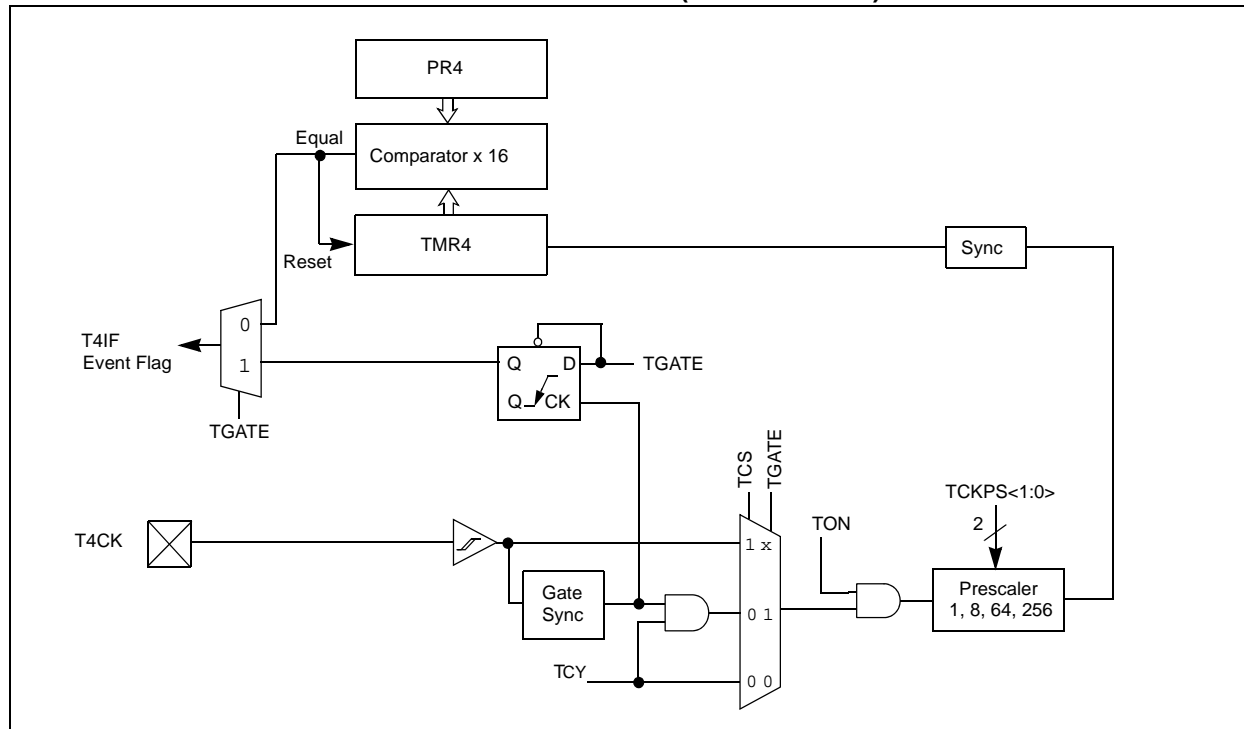 PR4
Equal
Comparator x 16
Reset
TMR4
Sync
0
T4IF
Event Flag
1
Q
D
TGATE
Q
CK
TGATE
TCS
TGATE
TCKPS<1:0>
2
TON
T4CK
1 x
Gate
Sync
0 1
Prescaler
1, 8, 64, 256
TCY
0 0